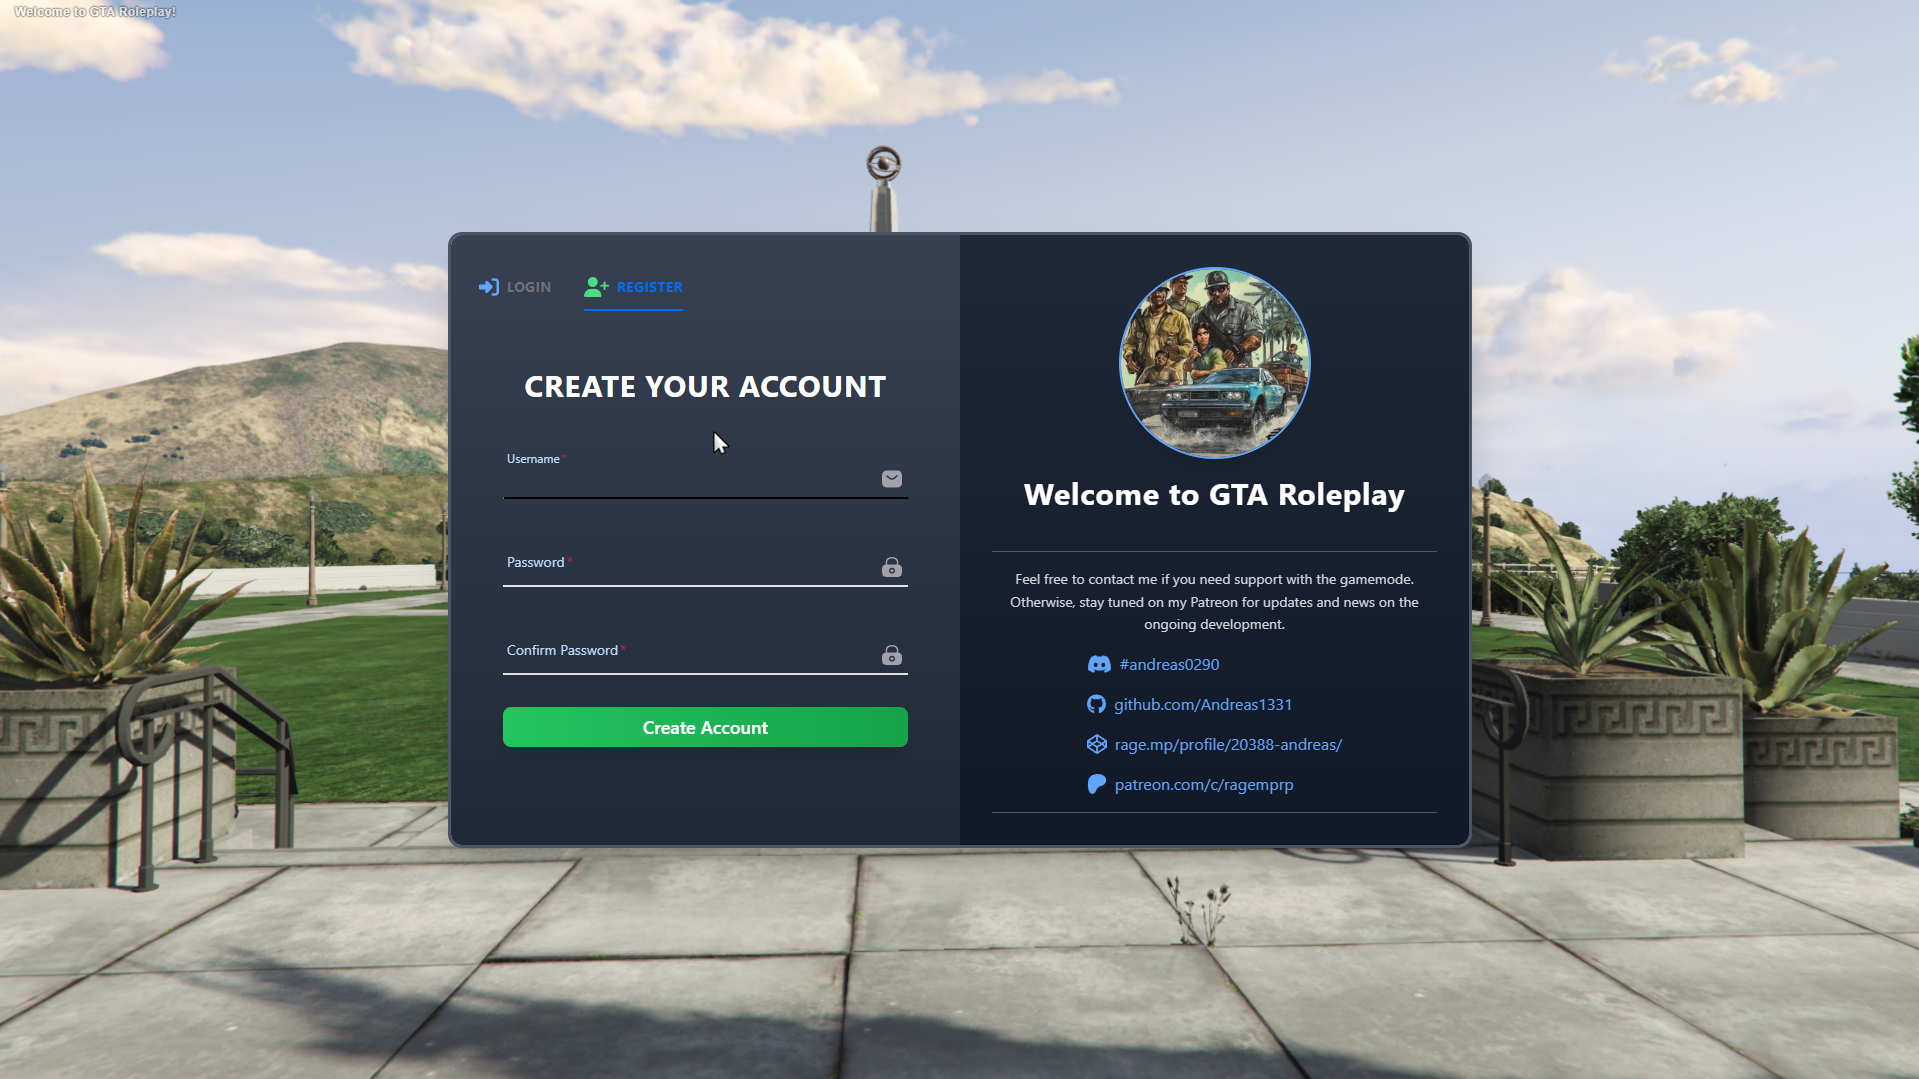 Welcome to GTA Roleplay!
LOGIN
REGISTER
CREATE YOUR ACCOUNT
Username*
Password*
Confirm Password*
Create Account
Welcome to GTA Roleplay
Feel free to contact me if you need support with the gamemode.
Otherwise, stay tuned on my Patreon for updates and news on the
ongoing development.
#andreas0290
github.com/Andreas1331
rage.mp/profile/20388-andreas/
patreon.com/c/ragemprp